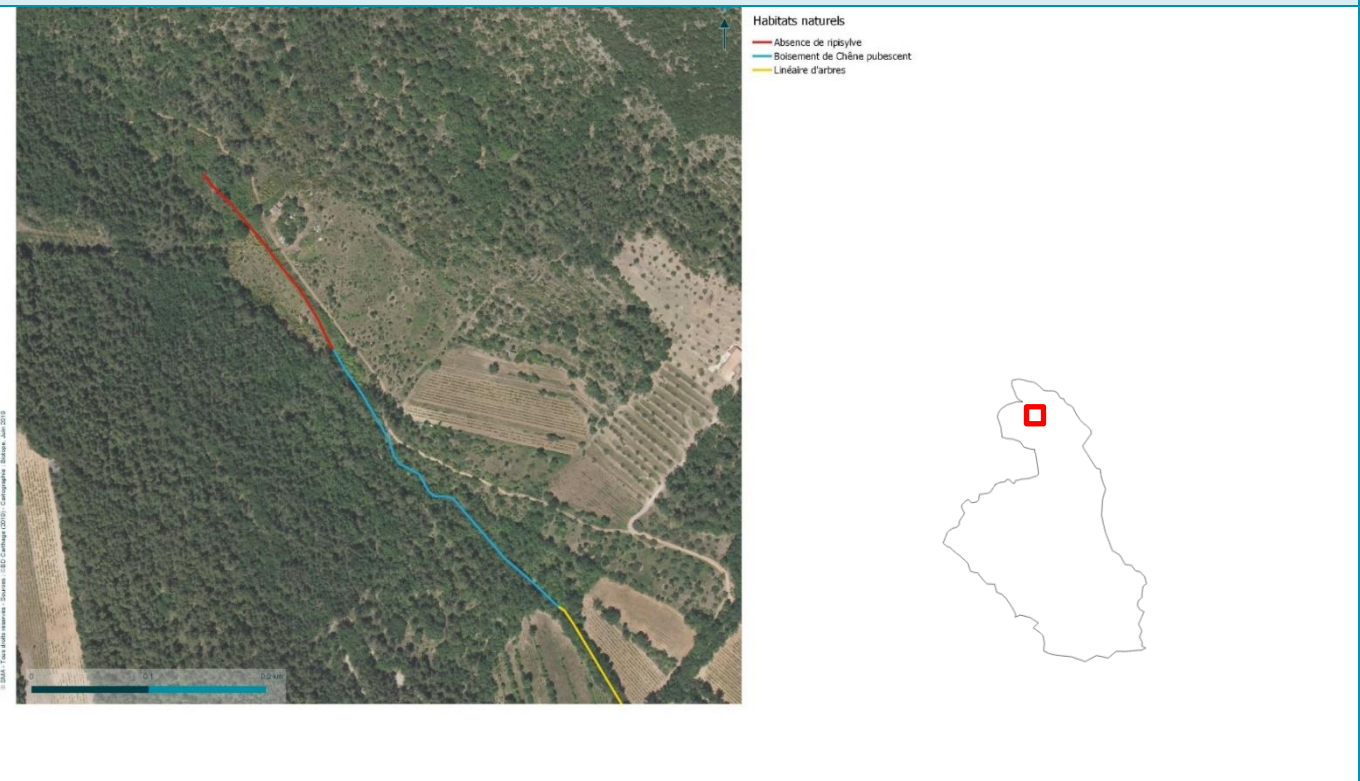 Habitats naturels
Absence de ripisylve
Boisement de Chêne pubescent
Linéaire d'arbres
0 0.1 0.2 km